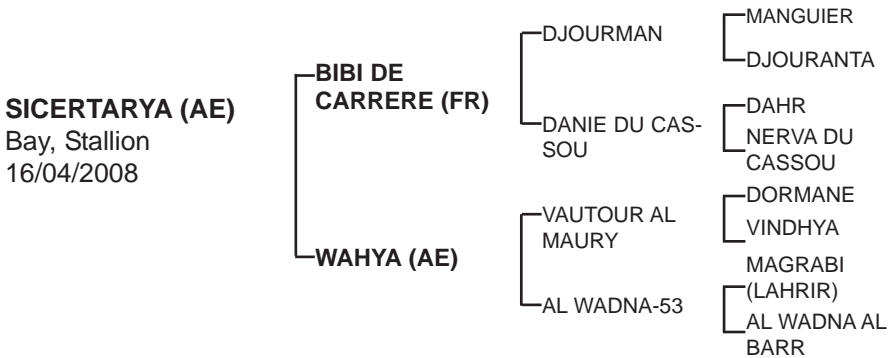 SICERTARYA (AE)
Bay, Stallion
16/04/2008
BIBI DE
CARRERE (FR)
WAHYA (AE)
DJOURMAN
DANIE DU CAS-
SOU
VAUTOUR AL
MAURY
AL WADNA-53
MANGUIER
DJOURANTA
DAHR
NERVA DU
CASSOU
DORMANE
VINDHYA
MAGRABI
(LAHRIR)
AL WADNA AL
BARR